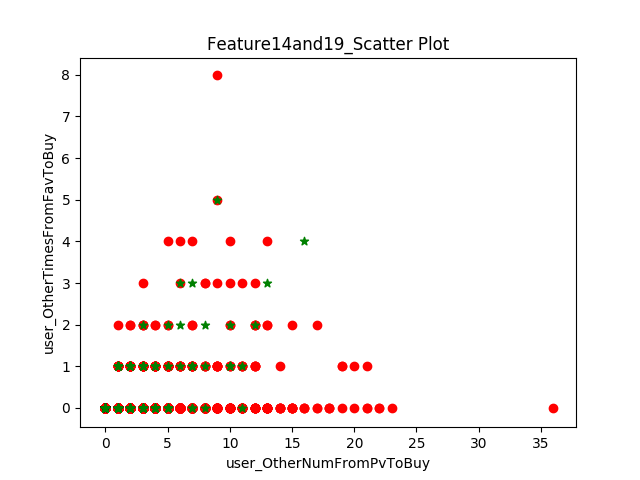 Feature14and19_Scatter Plot
user_OtherTimesFromFavToBuy
8
7
6
5
4
3
2
1
0
0 5 10 15 20 25 30 35
user_OtherNumFromPvToBuy